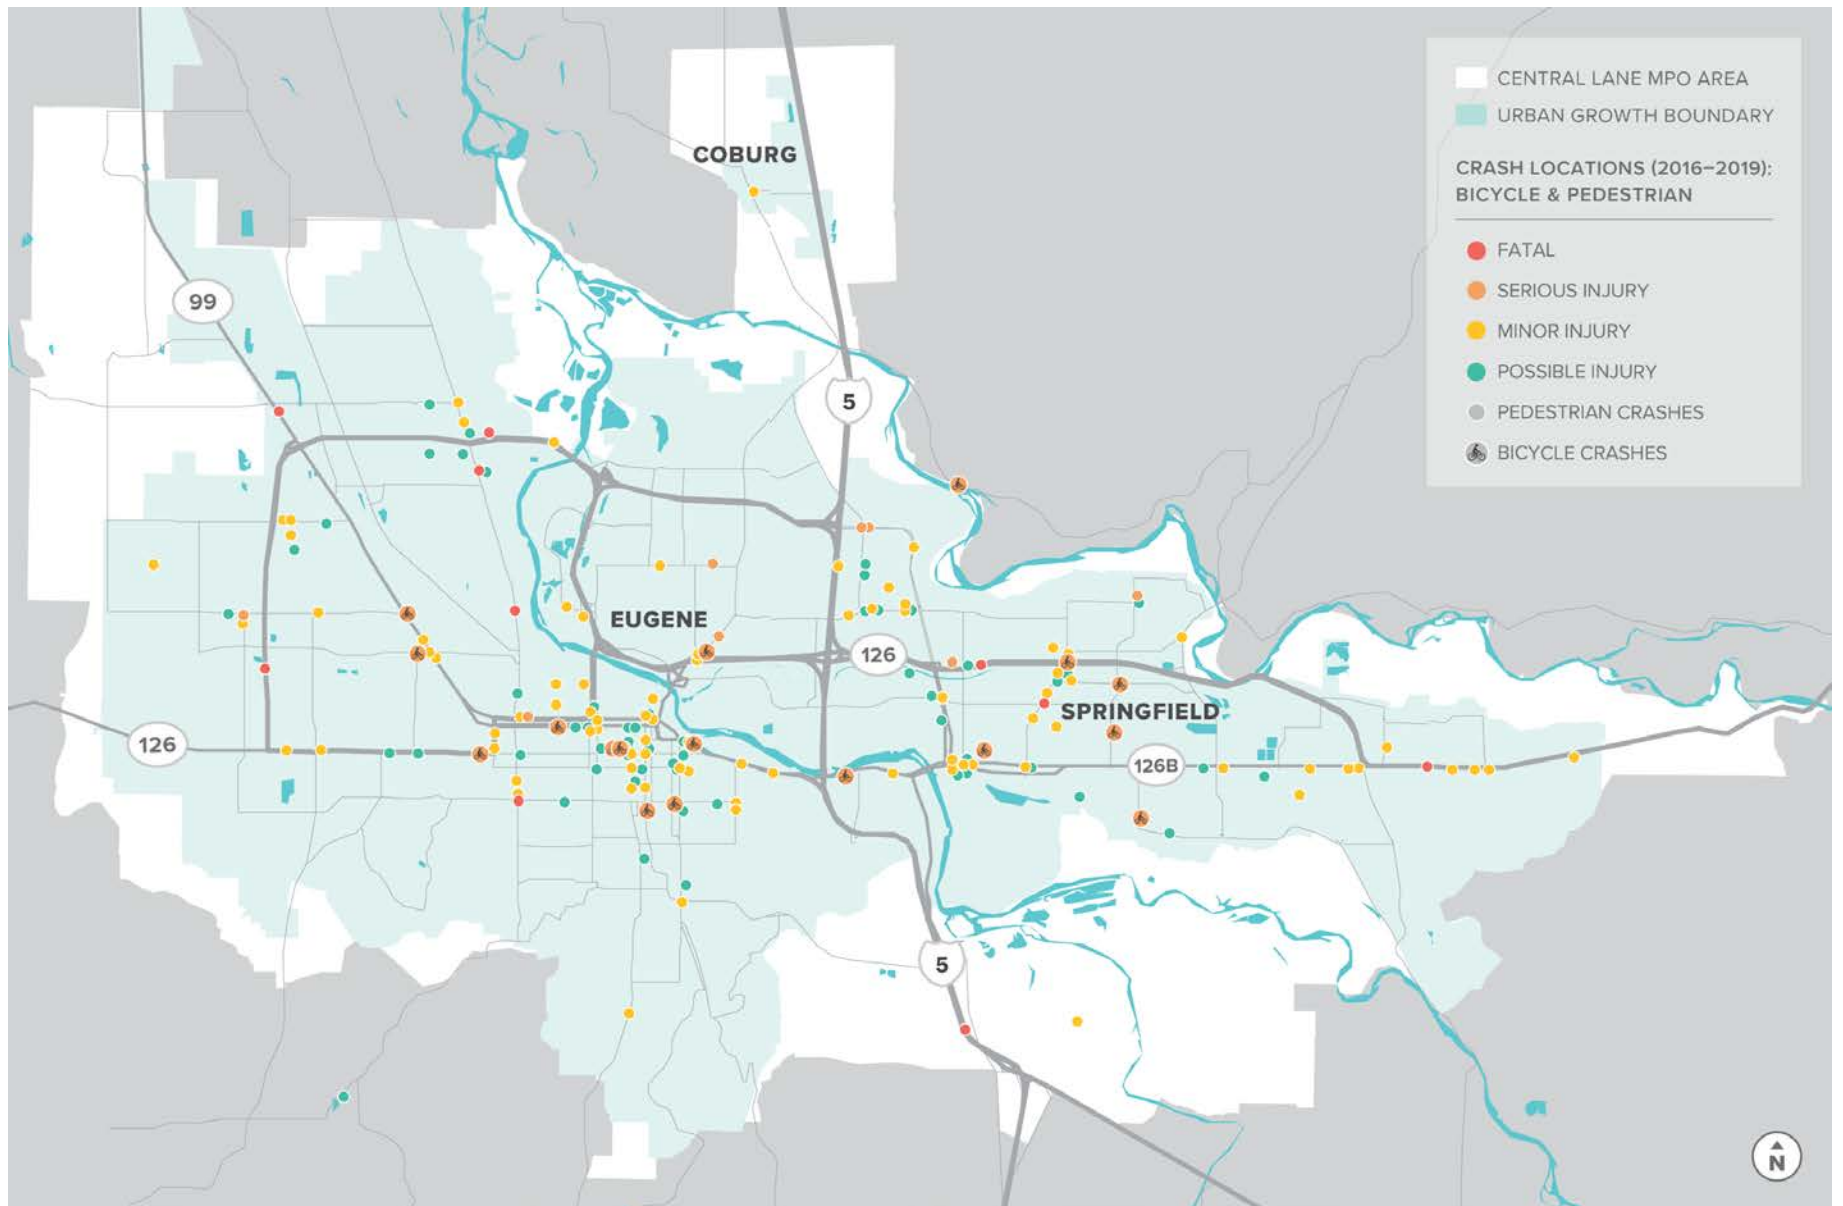 CENTRAL LANE MPO AREA
URBAN GROWTH BOUNDARY
CRASH LOCATIONS (2016–2019):
BICYCLE & PEDESTRIAN
FATAL
SERIOUS INJURY
MINOR INJURY
POSSIBLE INJURY
PEDESTRIAN CRASHES
BICYCLE CRASHES
COBURG
99
5
EUGENE
126
SPRINGFIELD
126
126B
5
N